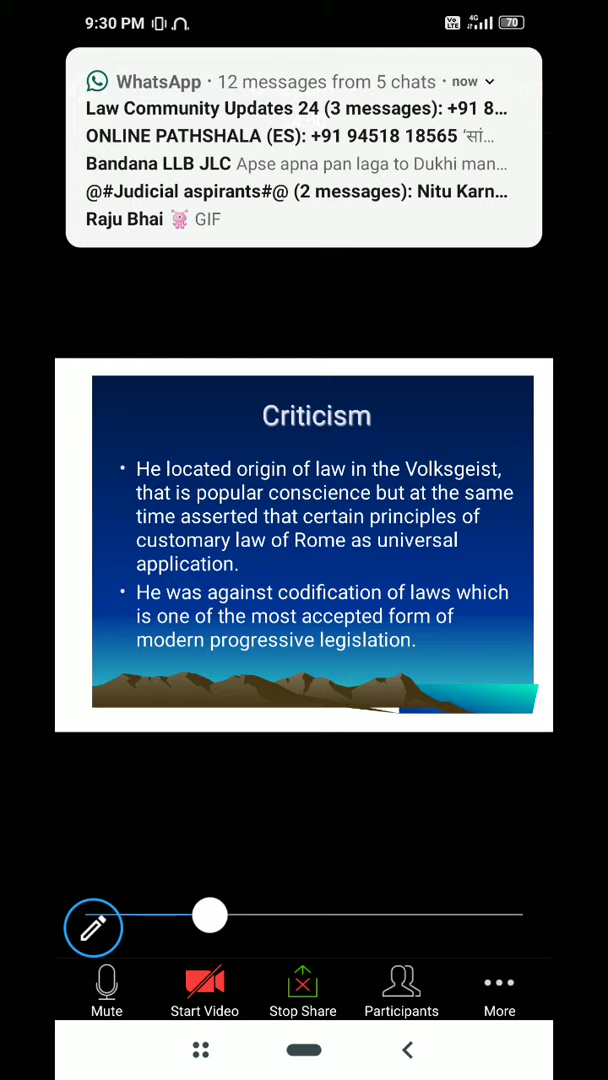 9:30 PM
Vo LTE 4G 70
WhatsApp · 12 messages from 5 chats · now
Law Community Updates 24 (3 messages): +91 8...
ONLINE PATHSHALA (ES): +91 94518 18565 ‘सां...
Bandana LLB JLC Apse apna pan laga to Dukhi man...
@#Judicial aspirants#@ (2 messages): Nitu Karn...
Raju Bhai GIF
Criticism
• He located origin of law in the Volksgeist,
that is popular conscience but at the same
time asserted that certain principles of
customary law of Rome as universal
application.
• He was against codification of laws which
is one of the most accepted form of
modern progressive legislation.
Mute Start Video Stop Share Participants More